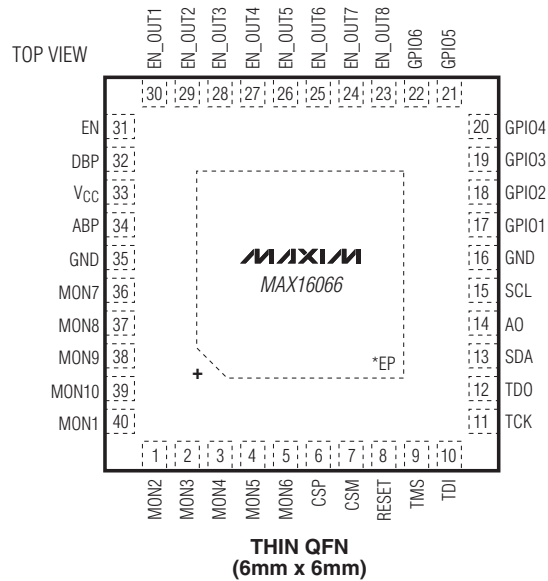 TOP VIEW
EN_OUT1
EN_OUT2
EN_OUT3
EN_OUT4
EN_OUT5
EN_OUT6
EN_OUT7
EN_OUT8
GPIO6
GPIO5
30 29 28 27 26 25 24 23 22 21
EN 31
DBP 32
VCC 33
ABP 34
GND 35
MON7 36
MON8 37
MON9 38
MON10 39
MON1 40
20 GPIO4
19 GPIO3
18 GPIO2
17 GPIO1
16 GND
15 SCL
14 AO
13 SDA
12 TDO
11 TCK
MAXIM
MAX16066
*EP
+
1 2 3 4 5 6 7 8 9 10
MON2
MON3
MON4
MON5
MON6
CSP
CSM
RESET
TMS
TDI
THIN QFN
(6mm x 6mm)